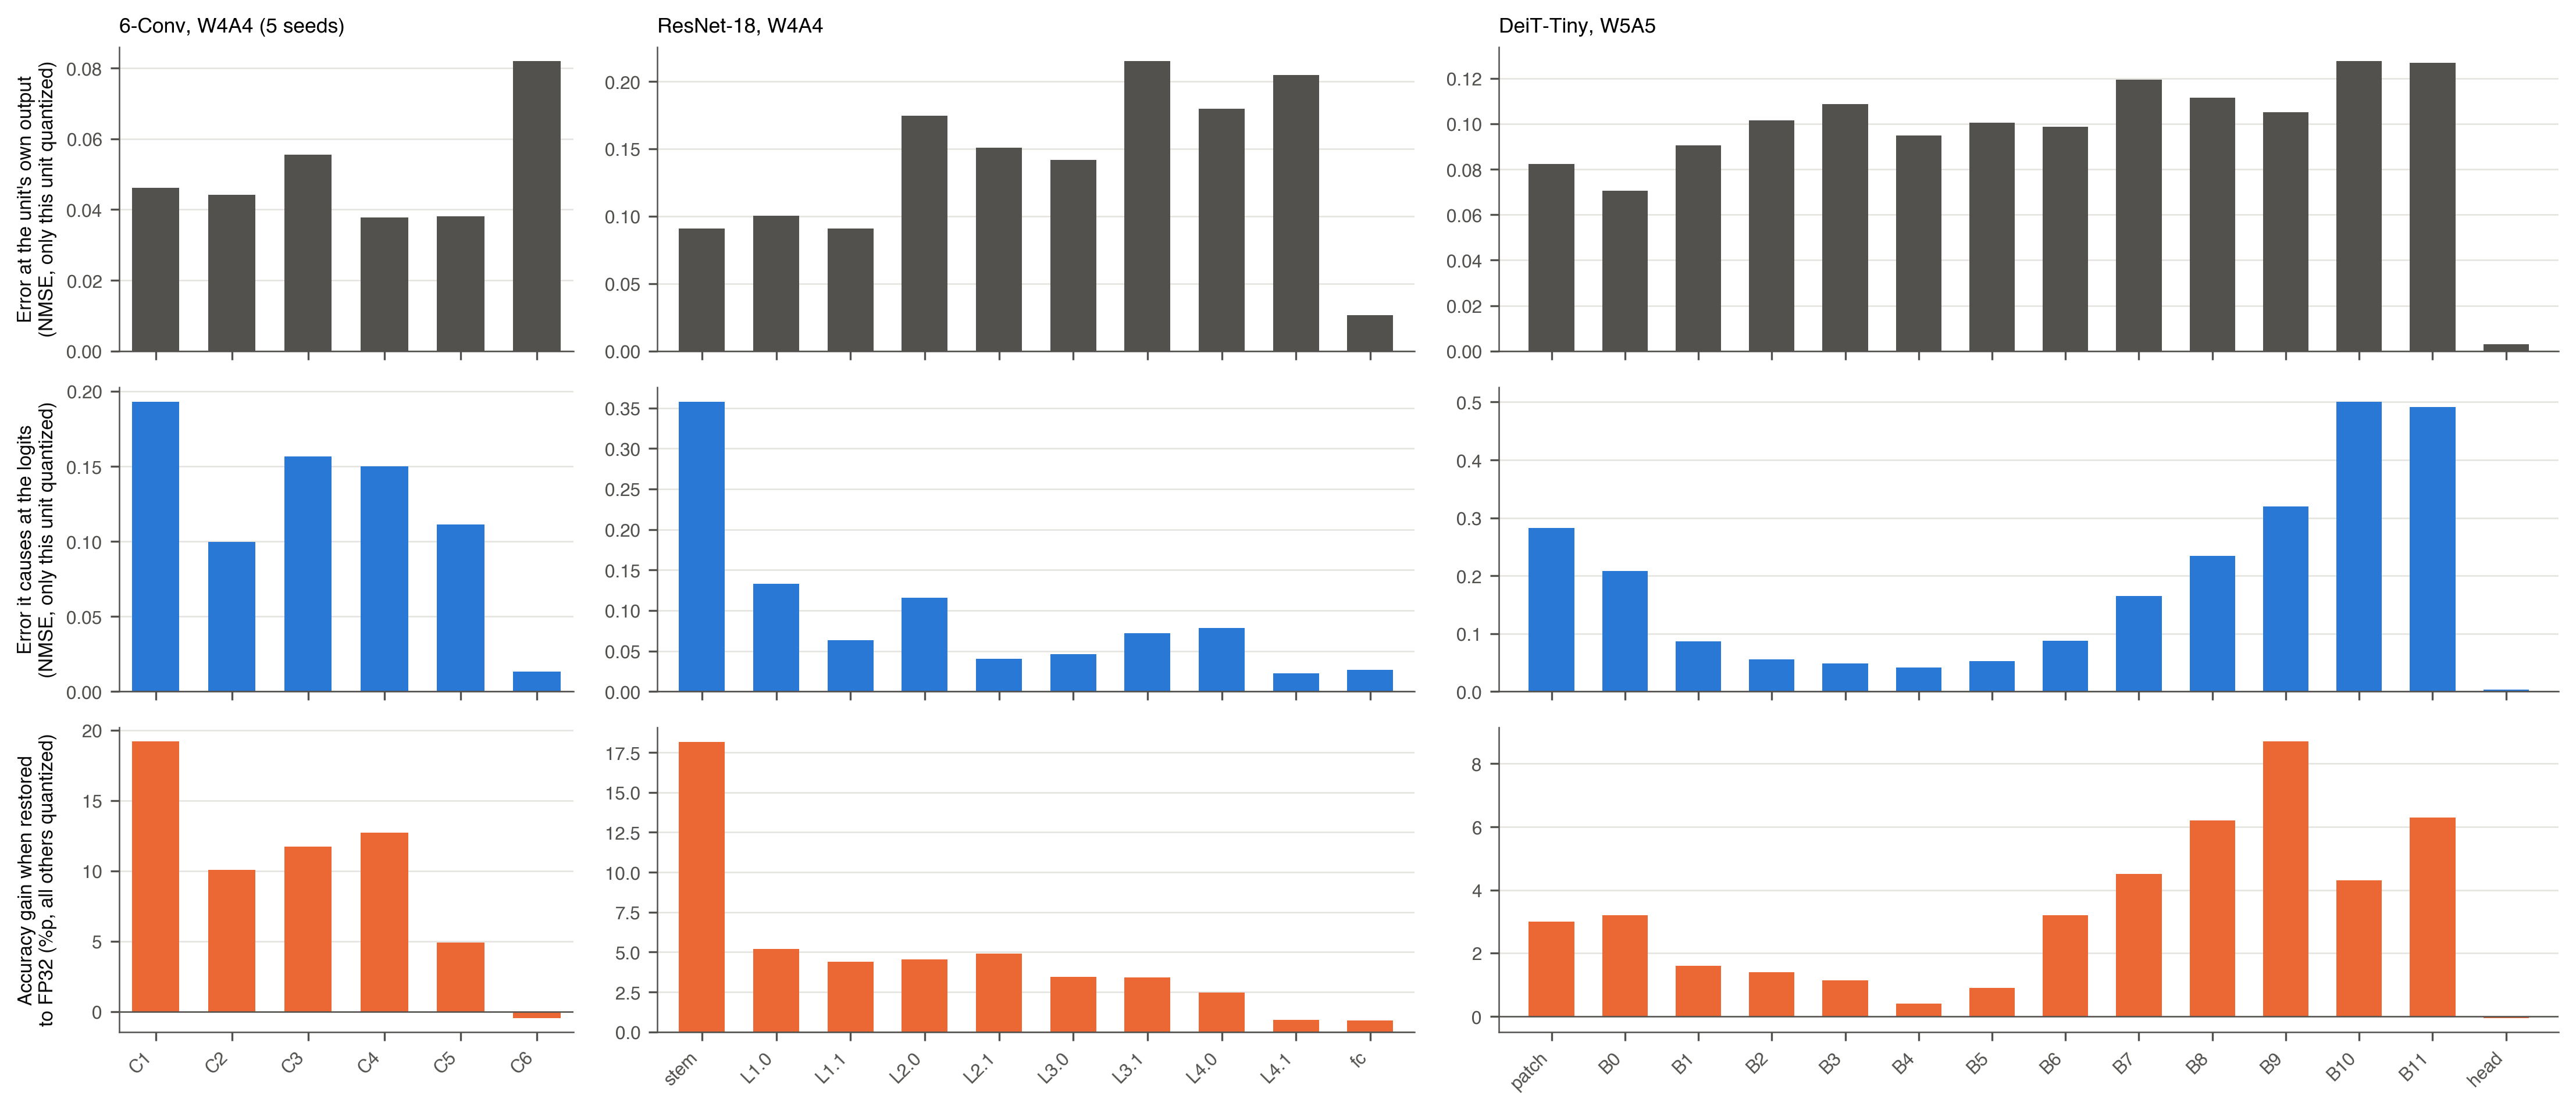 6-Conv, W4A4 (5 seeds)
ResNet-18, W4A4
DeiT-Tiny, W5A5
Error at the unit's own output
(NMSE, only this unit quantized)
0.08
0.06
0.04
0.02
0.00
0.20
0.15
0.10
0.05
0.00
0.12
0.10
0.08
0.06
0.04
0.02
0.00
Error it causes at the logits
(NMSE, only this unit quantized)
0.20
0.15
0.10
0.05
0.00
0.35
0.30
0.25
0.20
0.15
0.10
0.05
0.00
0.5
0.4
0.3
0.2
0.1
0.0
Accuracy gain when restored
to FP32 (%p, all others quantized)
20
15
10
5
0
17.5
15.0
12.5
10.0
7.5
5.0
2.5
0.0
8
6
4
2
0
C1
C2
C3
C4
C5
C6
stem
L1.0
L1.1
L2.0
L2.1
L3.0
L3.1
L4.0
L4.1
fc
patch
B0
B1
B2
B3
B4
B5
B6
B7
B8
B9
B10
B11
head